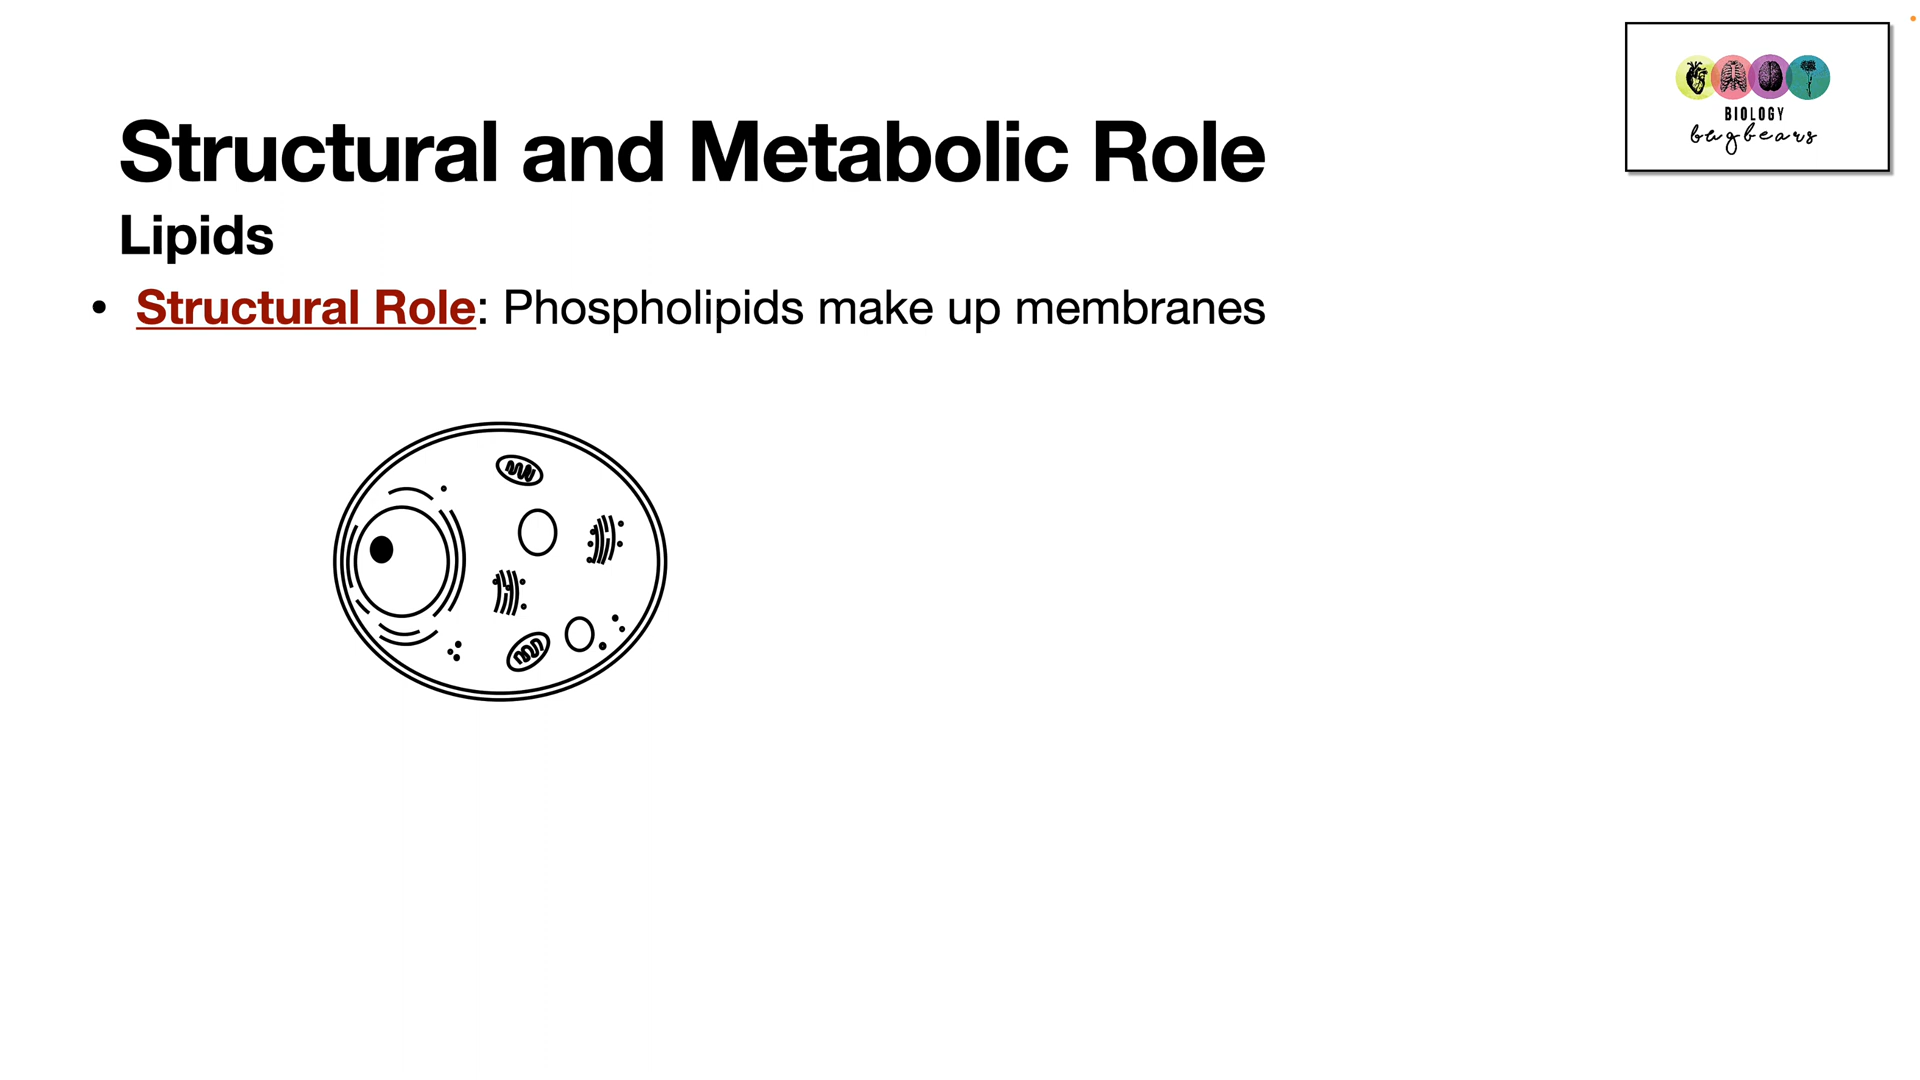 BIOLOGY
bugbears
Structural and Metabolic Role
Lipids
• Structural Role: Phospholipids make up membranes